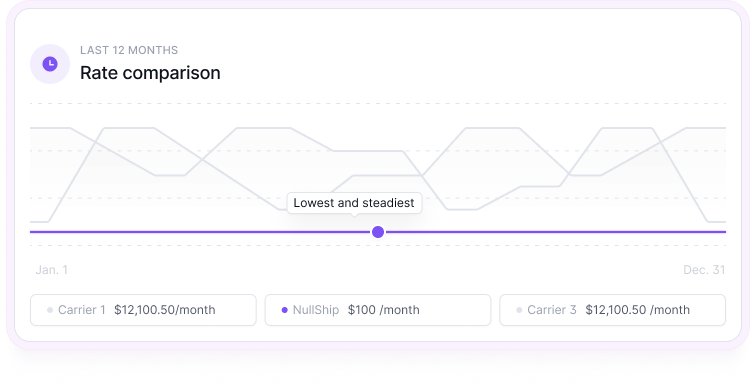 LAST 12 MONTHS
Rate comparison
Lowest and steadiest
Jan. 1
Dec. 31
Carrier 1 $12,100.50/month
NullShip $100 /month
Carrier 3 $12,100.50 /month